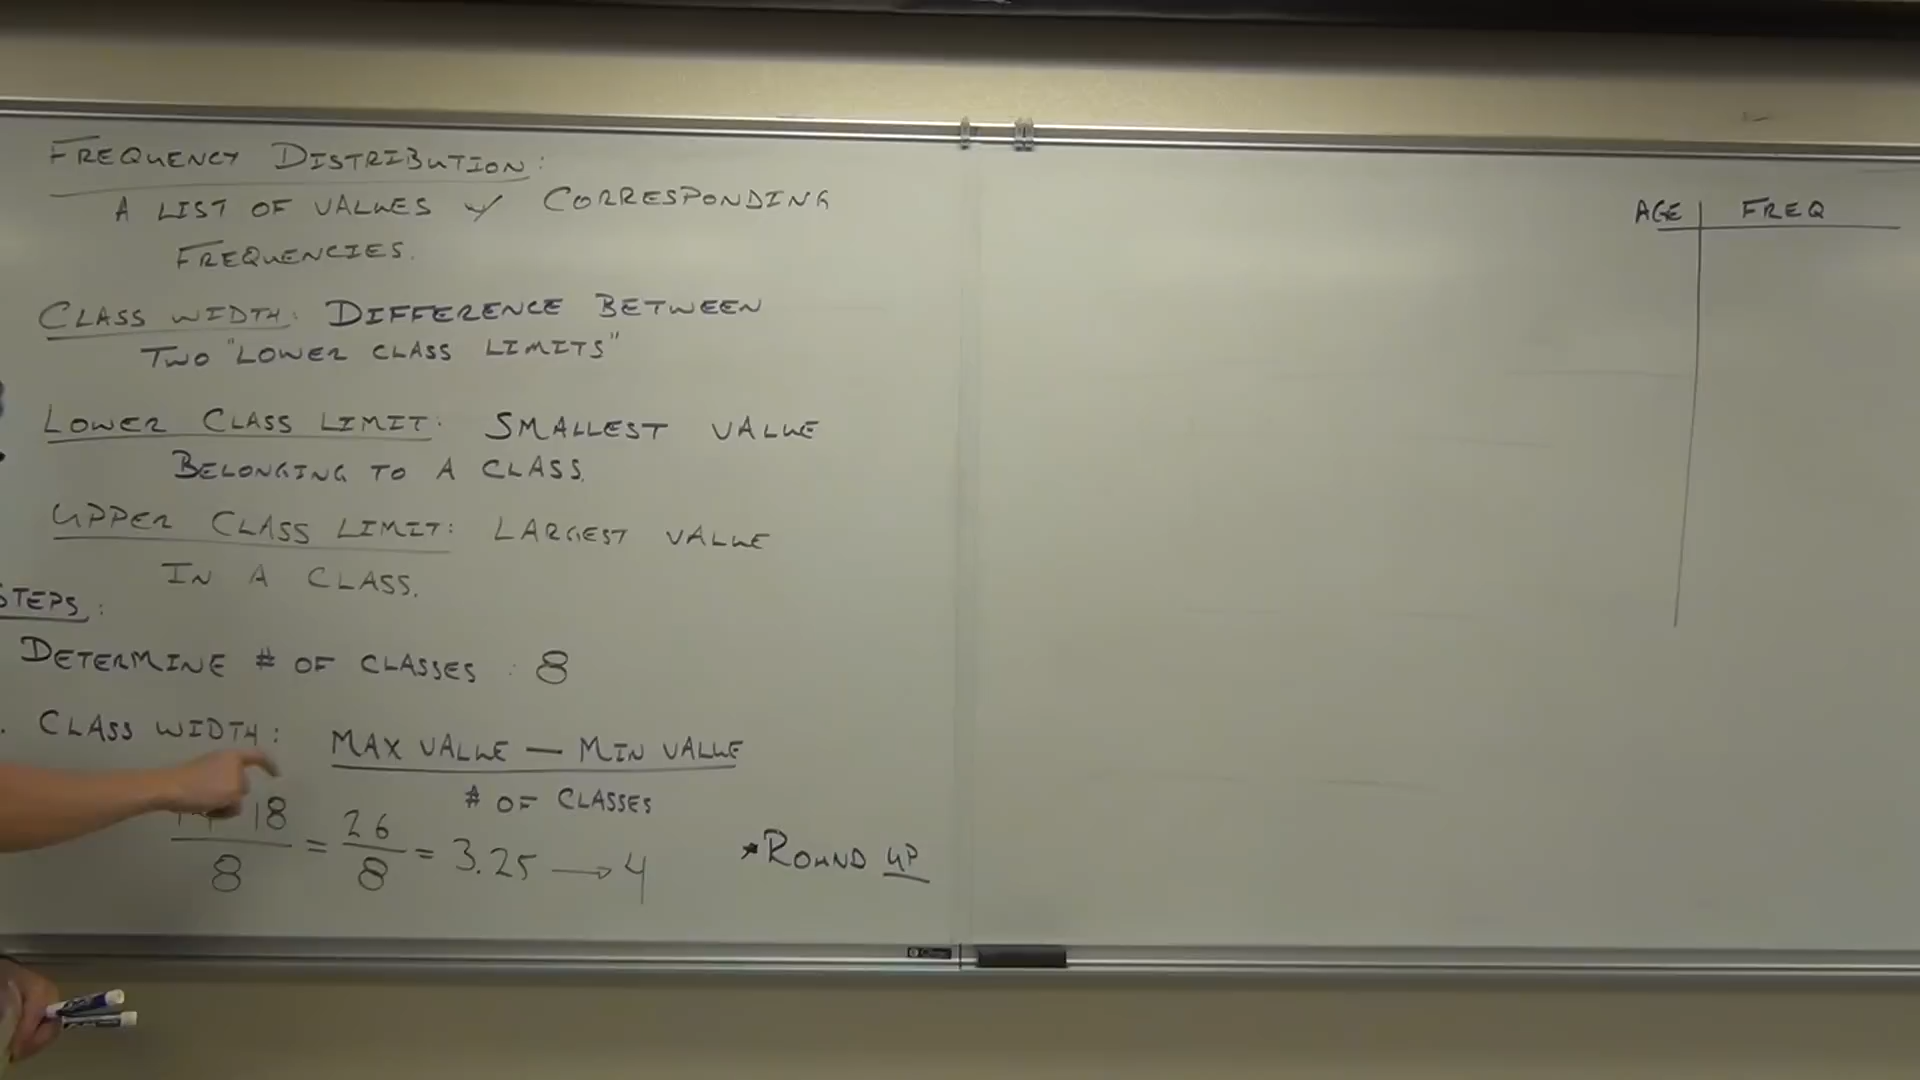 FREQUENCY DISTRIBUTION:
A LIST OF VALUES w/ CORRESPONDING
FREQUENCIES.
CLASS WIDTH: DIFFERENCE BETWEEN
TWO "LOWER CLASS LIMITS"
LOWER CLASS LIMIT: SMALLEST VALUE
BELONGING TO A CLASS.
UPPER CLASS LIMIT: LARGEST VALUE
IN A CLASS.
STEPS:
DETERMINE # OF CLASSES: 8
. CLASS WIDTH:
MAX VALUE — MIN VALUE
# OF CLASSES
18
8
= 26
8
= 3.25 → 4
*ROUND UP
AGE | FREQ